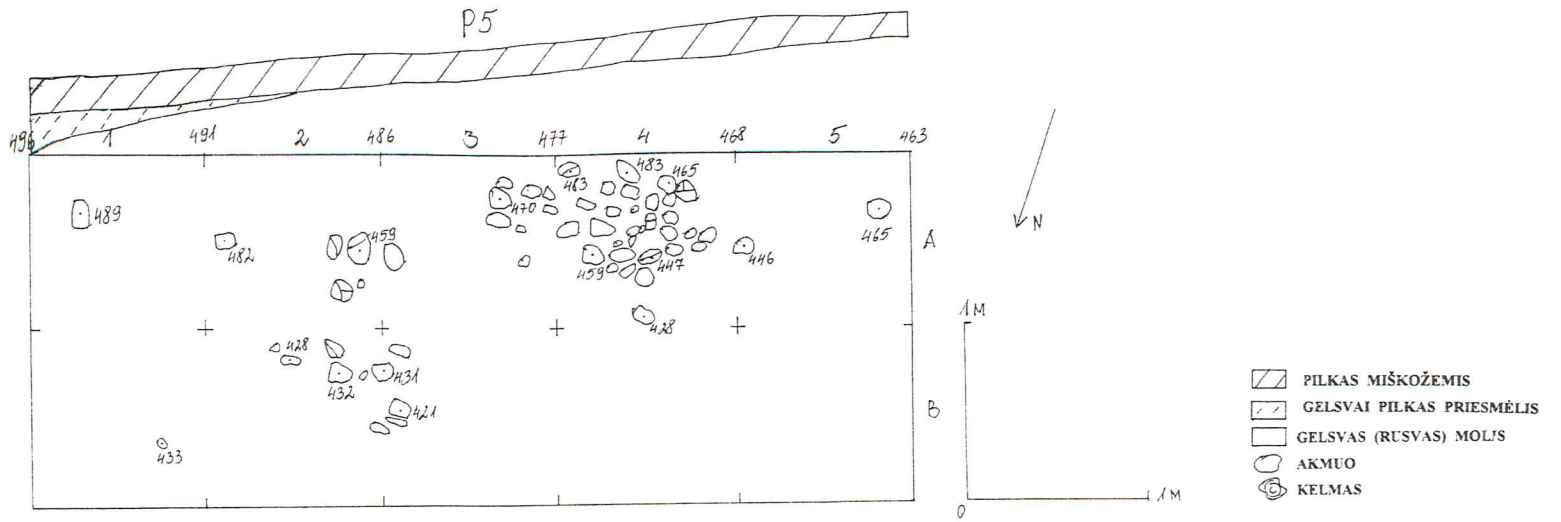 P5
496 1 491 2 486 3 477 4 468 5 463
483 483 465
489 470 465
482 459 A
459 447 446
428
428
432 431
421 B
433
N
1M
0 1M
PILKAS MIŠKOŽEMIS
GELSVAI PILKAS PRIESMĖLIS
GELSVAS (RUSVAS) MOLIS
AKMUO
KELMAS